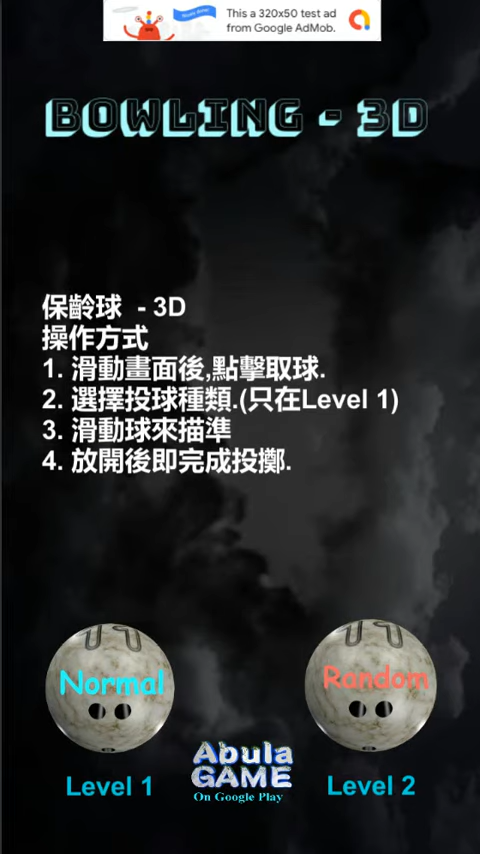 This a 320x50 test ad
from Google AdMob.
BOWLING - 3D
保齡球 - 3D
操作方式
1. 滑動畫面後,點擊取球.
2. 選擇投球種類.(只在Level 1)
3. 滑動球來描準
4. 放開後即完成投擲.
19
19
Normal
Random
Abula
GAME
On Google Play
Level 1
Level 2